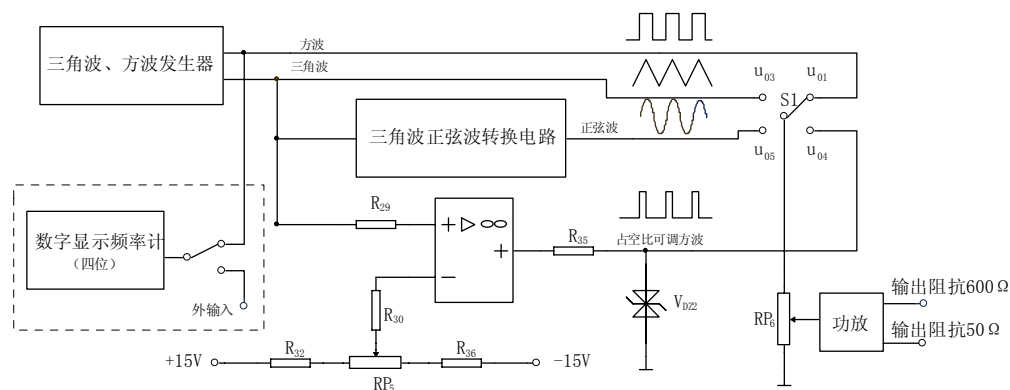 方波
三角波、方波发生器
三角波
u03
u01
S1
三角波正弦波转换电路
正弦波
u05
u04
R29
+ ▷ ∞
+
−
R35
占空比可调方波
数字显示频率计
(四位)
外输入
R30
VDZ2
RP6
功放
输出阻抗600Ω
输出阻抗50Ω
+15V
R32
RP5
R36
-15V